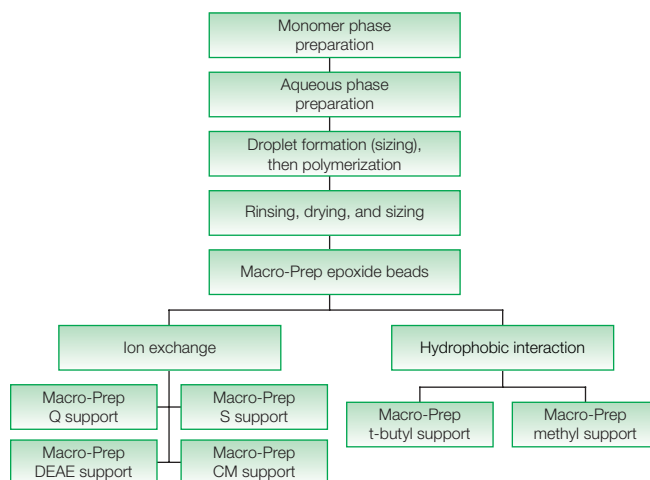 Monomer phase
preparation
Aqueous phase
preparation
Droplet formation (sizing),
then polymerization
Rinsing, drying, and sizing
Macro-Prep epoxide beads
Ion exchange
Hydrophobic interaction
Macro-Prep
Q support
Macro-Prep
S support
Macro-Prep
DEAE support
Macro-Prep
CM support
Macro-Prep
t-butyl support
Macro-Prep
methyl support